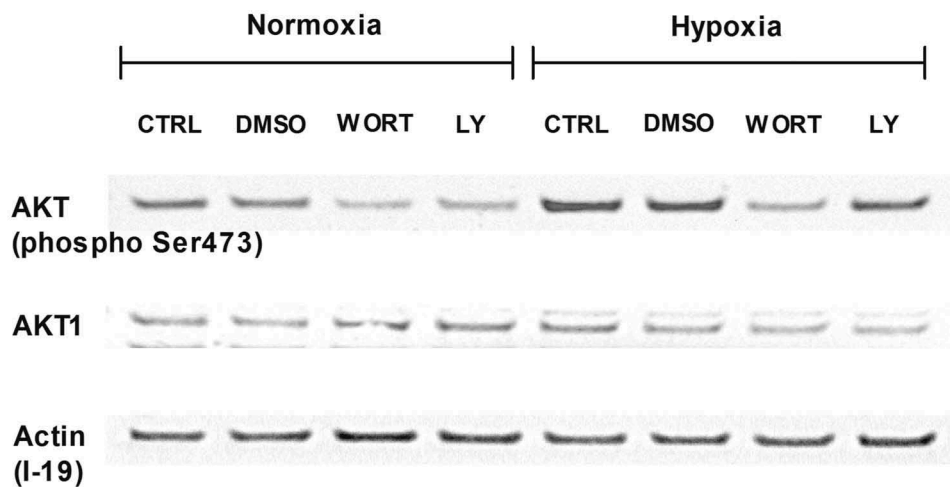 Normoxia Hypoxia
CTRL DMSO WORT LY CTRL DMSO WORT LY
AKT
(phospho Ser473)
AKT1
Actin
(I-19)